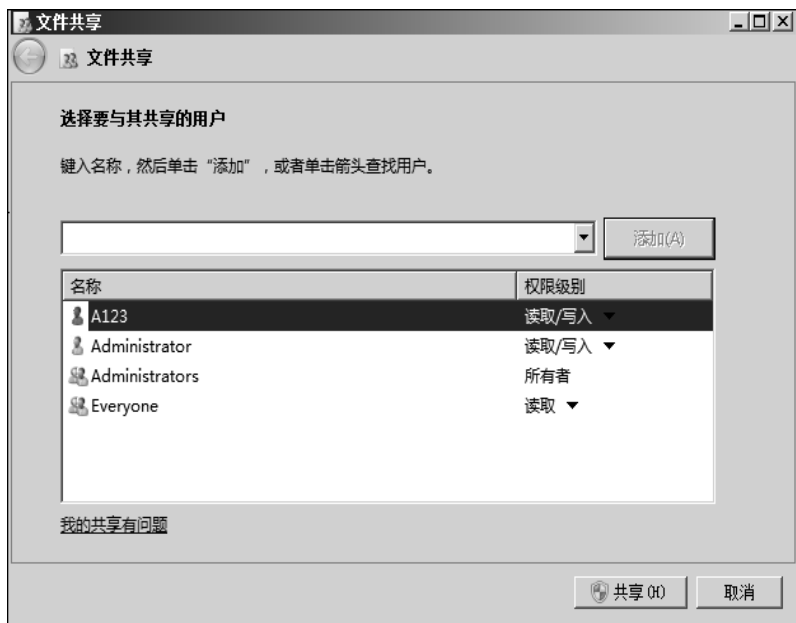 文件共享
文件共享
选择要与其共享的用户
键入名称，然后单击“添加”，或者单击箭头查找用户。
添加(A)
名称 权限级别
A123 读取/写入
Administrator 读取/写入
Administrators 所有者
Everyone 读取
我的共享有问题
共享(H) 取消